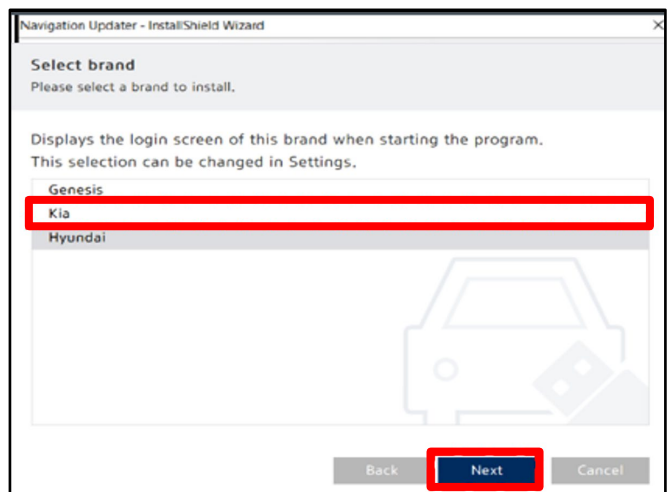 Navigation Updater - InstallShield Wizard
Select brand
Please select a brand to install.
Displays the login screen of this brand when starting the program.
This selection can be changed in Settings.
Genesis
Kia
Hyundai
Back Next Cancel